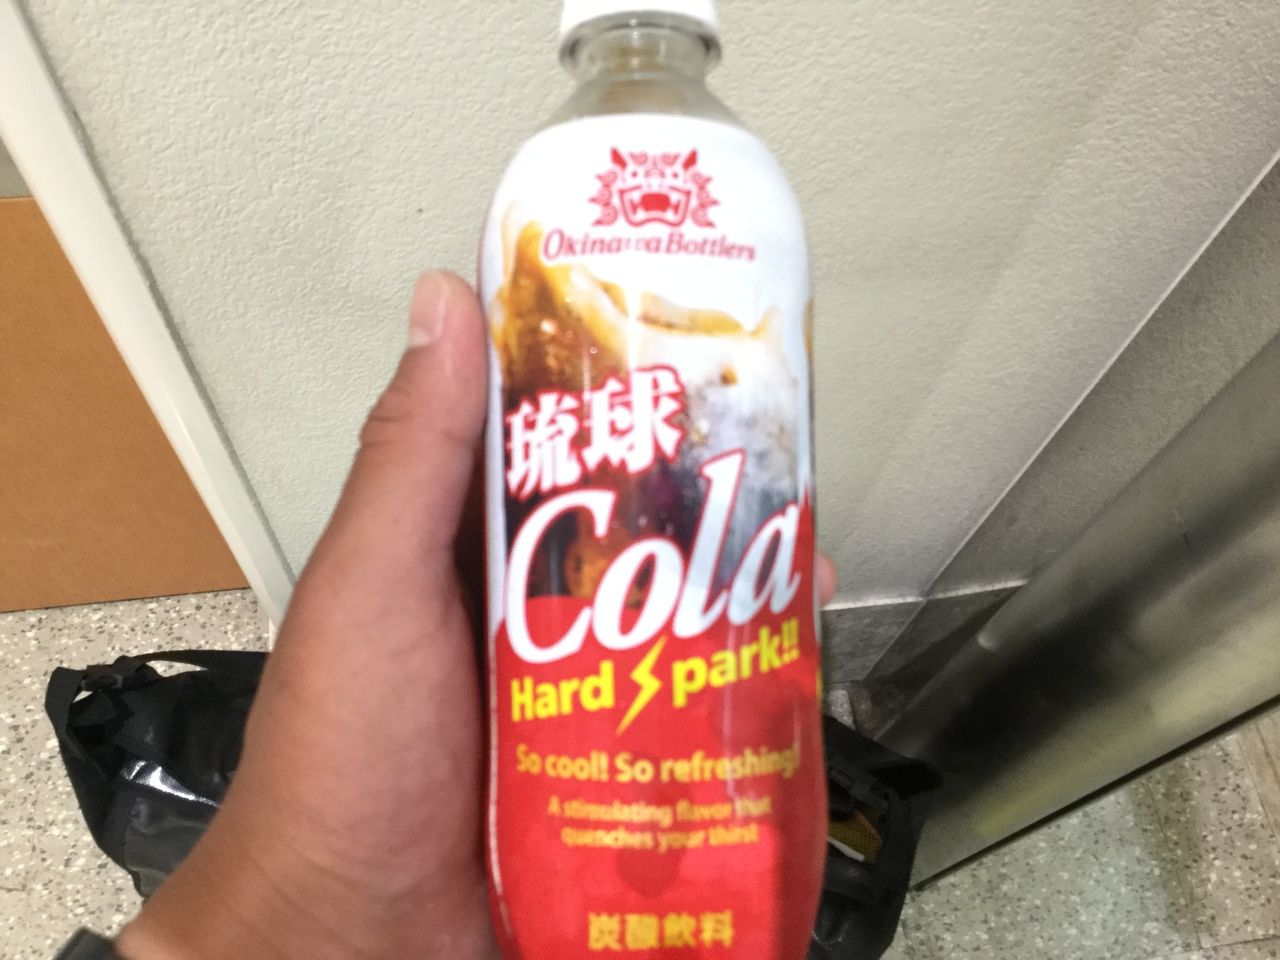 Okinawa Bottlers
琉球
Cola
Hard Spark!!
So cool! So refreshing!
A stimulating flavor that
quenches your thirst
炭酸飲料